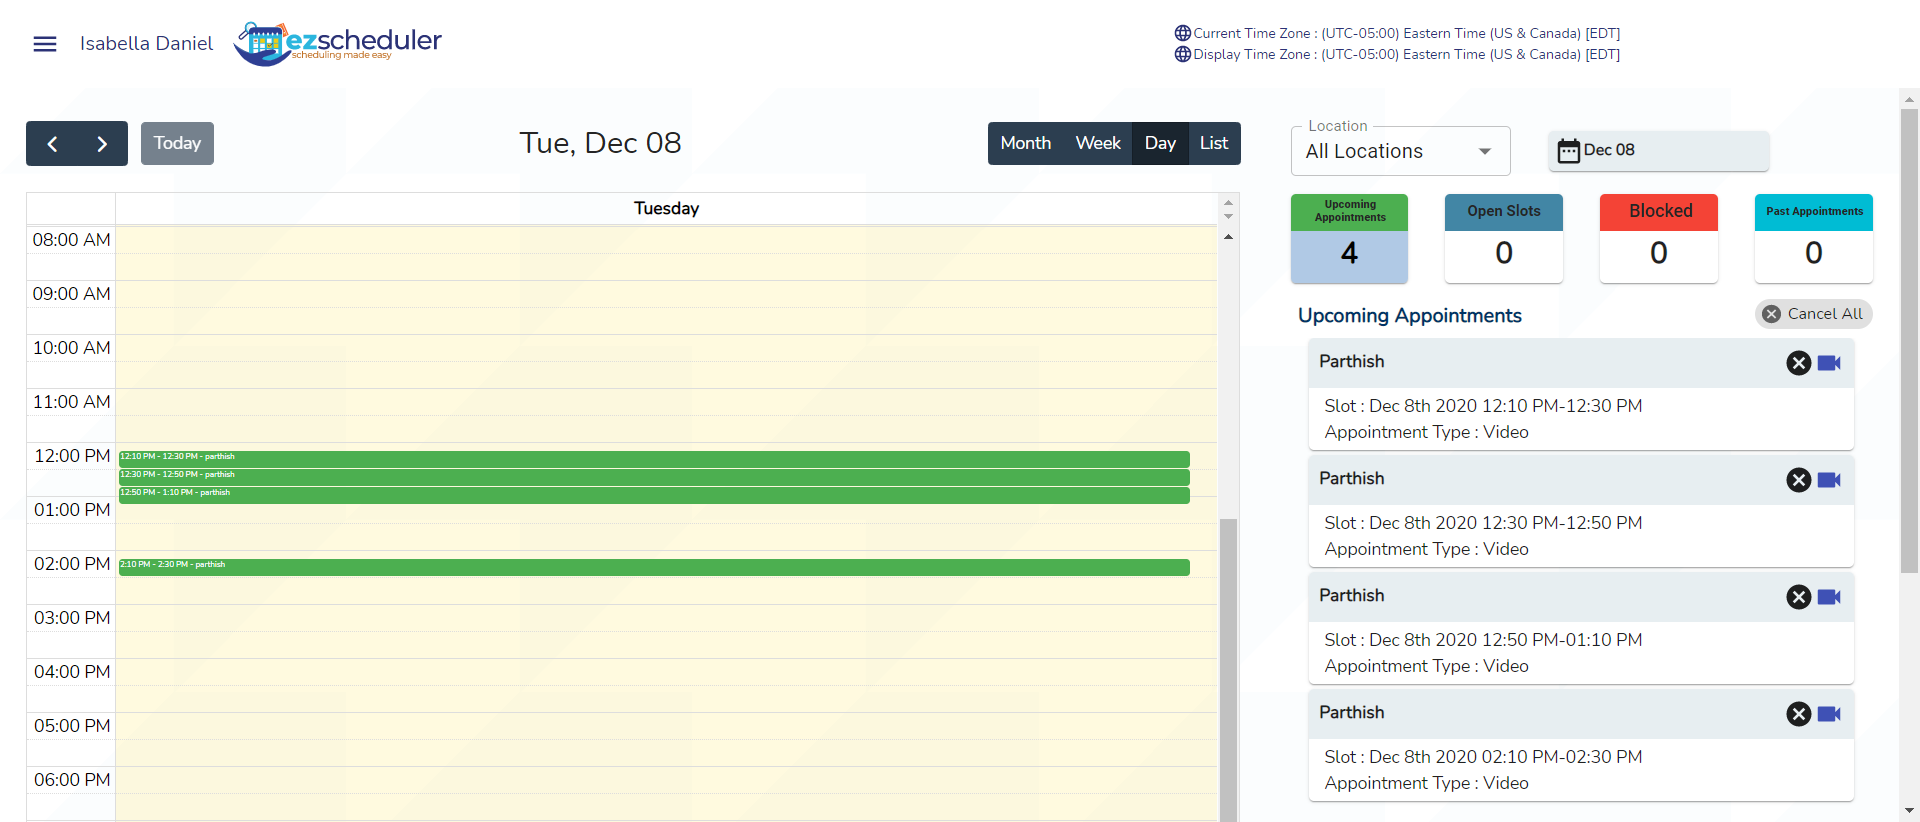 Isabella Daniel
ezscheduler
scheduling made easy
Current Time Zone : (UTC-05:00) Eastern Time (US & Canada) [EDT]
Display Time Zone : (UTC-05:00) Eastern Time (US & Canada) [EDT]
Today
Tue, Dec 08
Month Week Day List
Tuesday
08:00 AM
09:00 AM
10:00 AM
11:00 AM
12:00 PM
12:10 PM - 12:30 PM - parthish
12:30 PM - 12:50 PM - parthish
12:50 PM - 1:10 PM - parthish
01:00 PM
02:00 PM
2:10 PM - 2:30 PM - parthish
03:00 PM
04:00 PM
05:00 PM
06:00 PM
Location
All Locations
Dec 08
Upcoming
Appointments
4
Open Slots
0
Blocked
0
Past Appointments
0
Upcoming Appointments
Cancel All
Parthish
Slot : Dec 8th 2020 12:10 PM-12:30 PM
Appointment Type : Video
Parthish
Slot : Dec 8th 2020 12:30 PM-12:50 PM
Appointment Type : Video
Parthish
Slot : Dec 8th 2020 12:50 PM-01:10 PM
Appointment Type : Video
Parthish
Slot : Dec 8th 2020 02:10 PM-02:30 PM
Appointment Type : Video